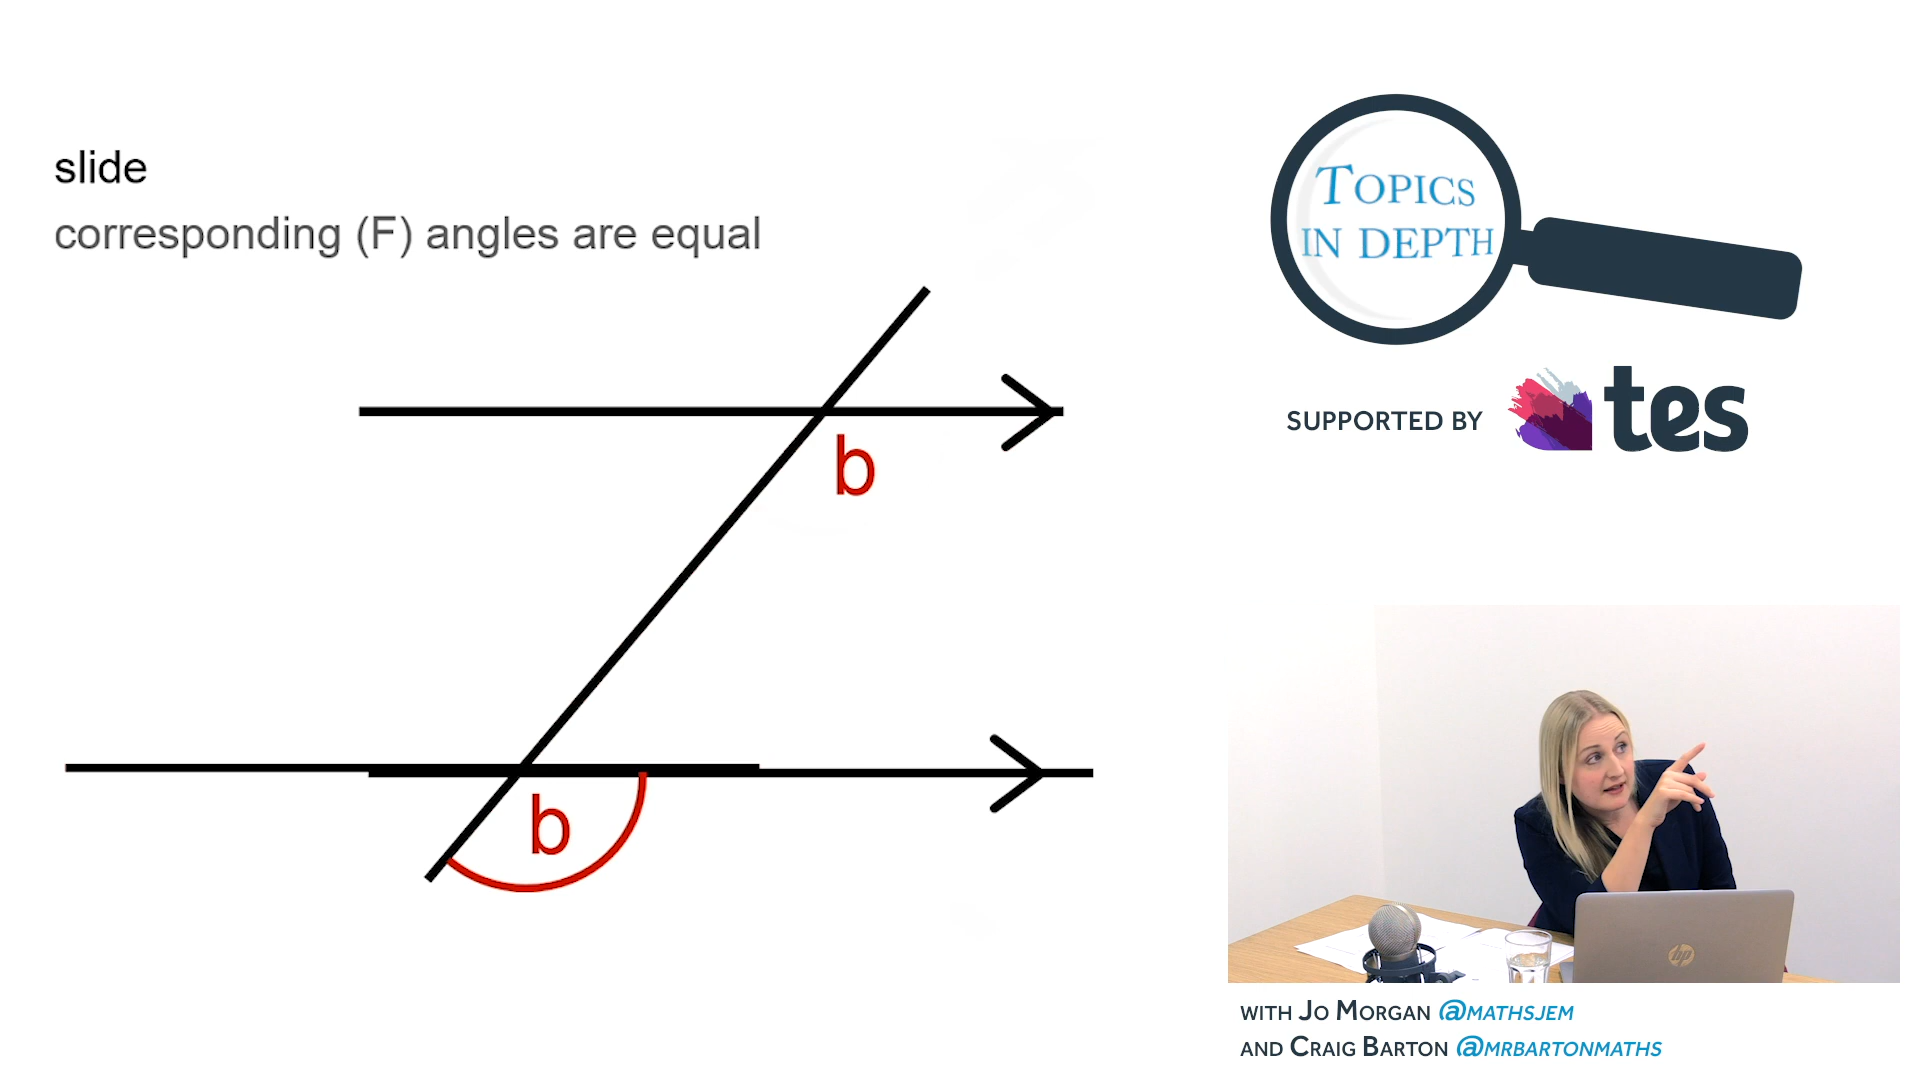 slide
corresponding (F) angles are equal
b
b
TOPICS
IN DEPTH
SUPPORTED BY tes
hp
WITH JO MORGAN @MATHSJEM
AND CRAIG BARTON @MRBARTONMATHS